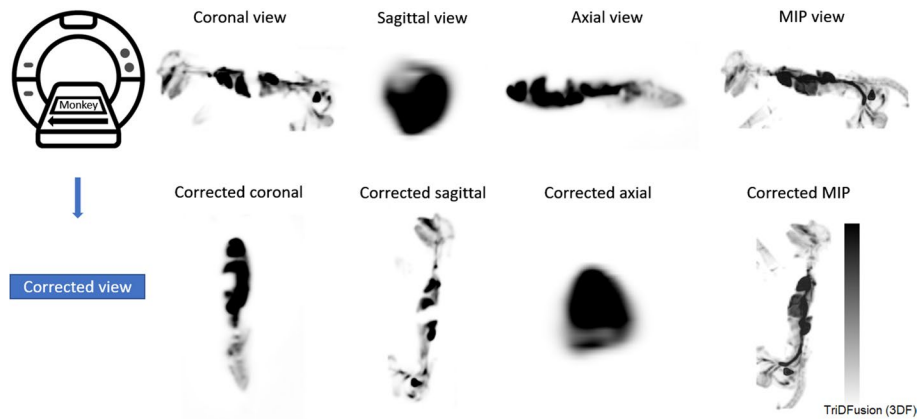 Coronal view
Sagittal view
Axial view
MIP view
Monkey
Corrected coronal
Corrected sagittal
Corrected axial
Corrected MIP
Corrected view
TriDFusion (3DF)